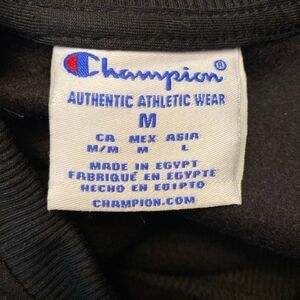 Champion®
AUTHENTIC ATHLETIC WEAR
M
CA MEX ASIA
M/M M L
MADE IN EGYPT
FABRIQUÉ EN EGYPTE
HECHO EN EGIPTO
CHAMPION.COM